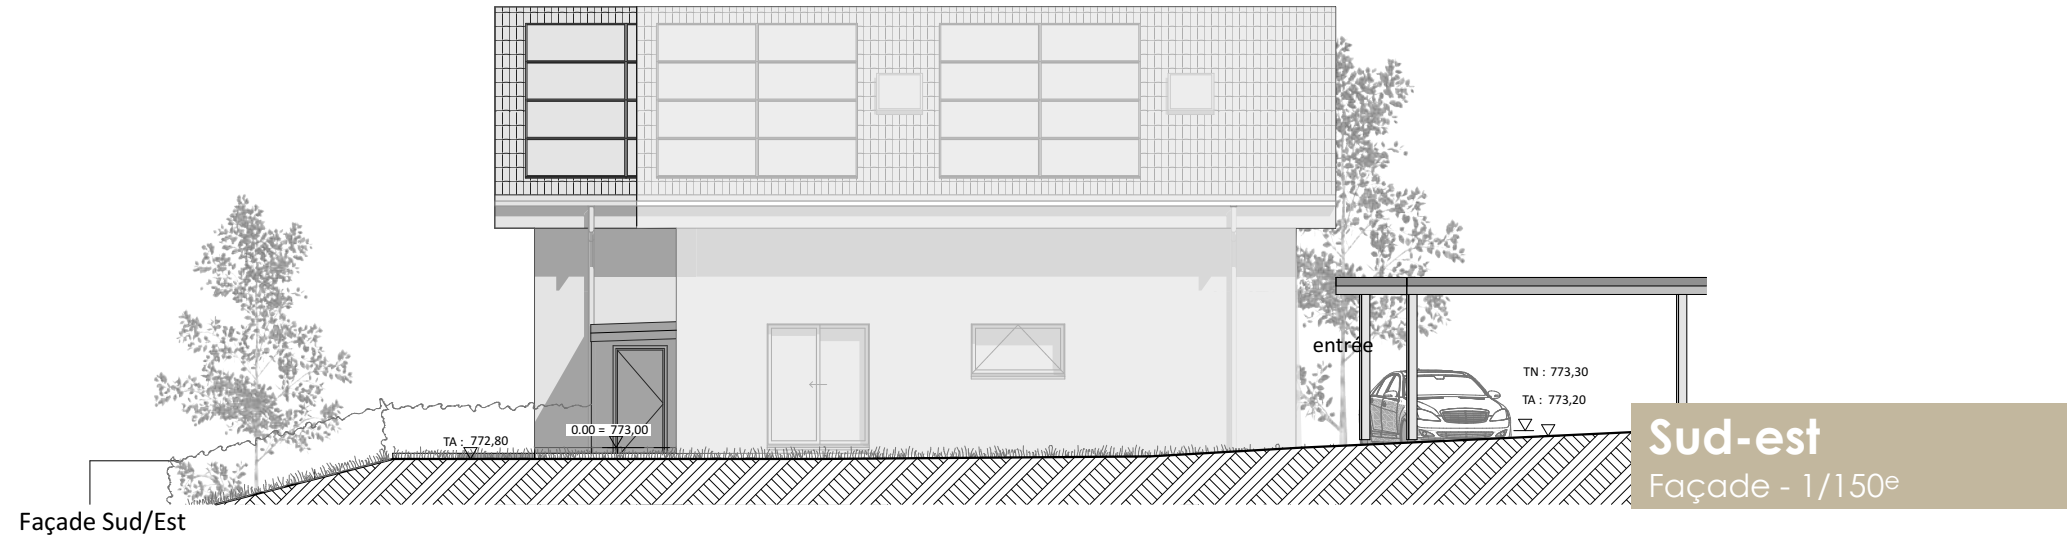 entrée
TN : 773,30
TA : 773,20
0.00 = 773,00
TA : 772,80
Sud-est
Façade - 1/150e
Façade Sud/Est